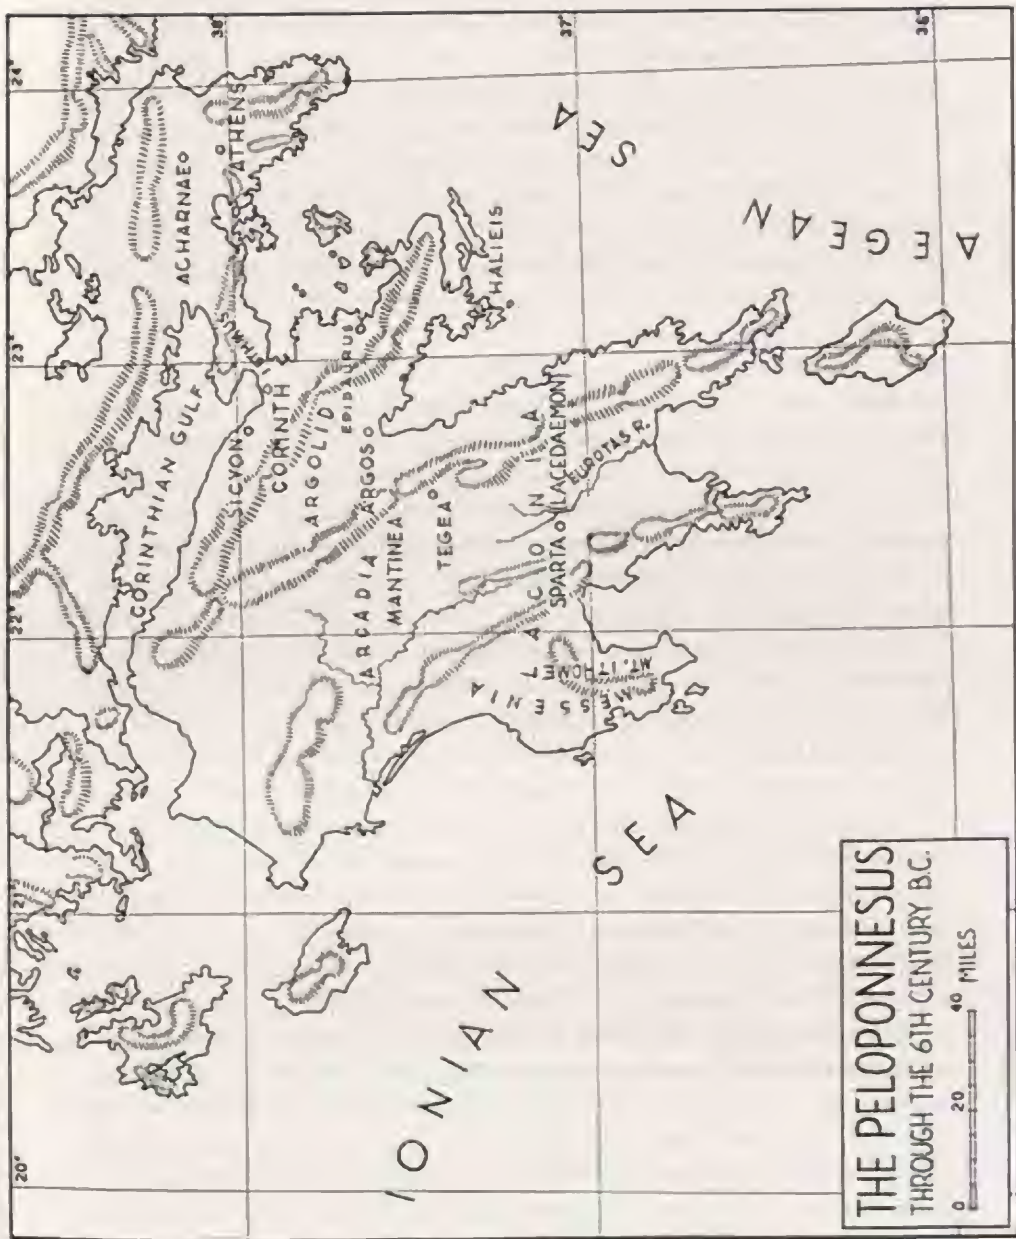 20°
21°
22°
23°
24°
38°
37°
36°
ACHARNAE
ATHENS
CORINTHIAN GULF
ISTHMUS
SICYON
CORINTH
ARGOLID
EPIDAURUS
HALIEIS
ARCADIA
ARGOS
MANTINEA
TEGEA
LACONIA
SPARTA (LACEDAEMON)
EUROTAS R.
MESSENIA
MT. ITHOME
IONIAN SEA
AEGEAN SEA
THE PELOPONNESUS
THROUGH THE 6TH CENTURY B.C.
0 20 40 MILES